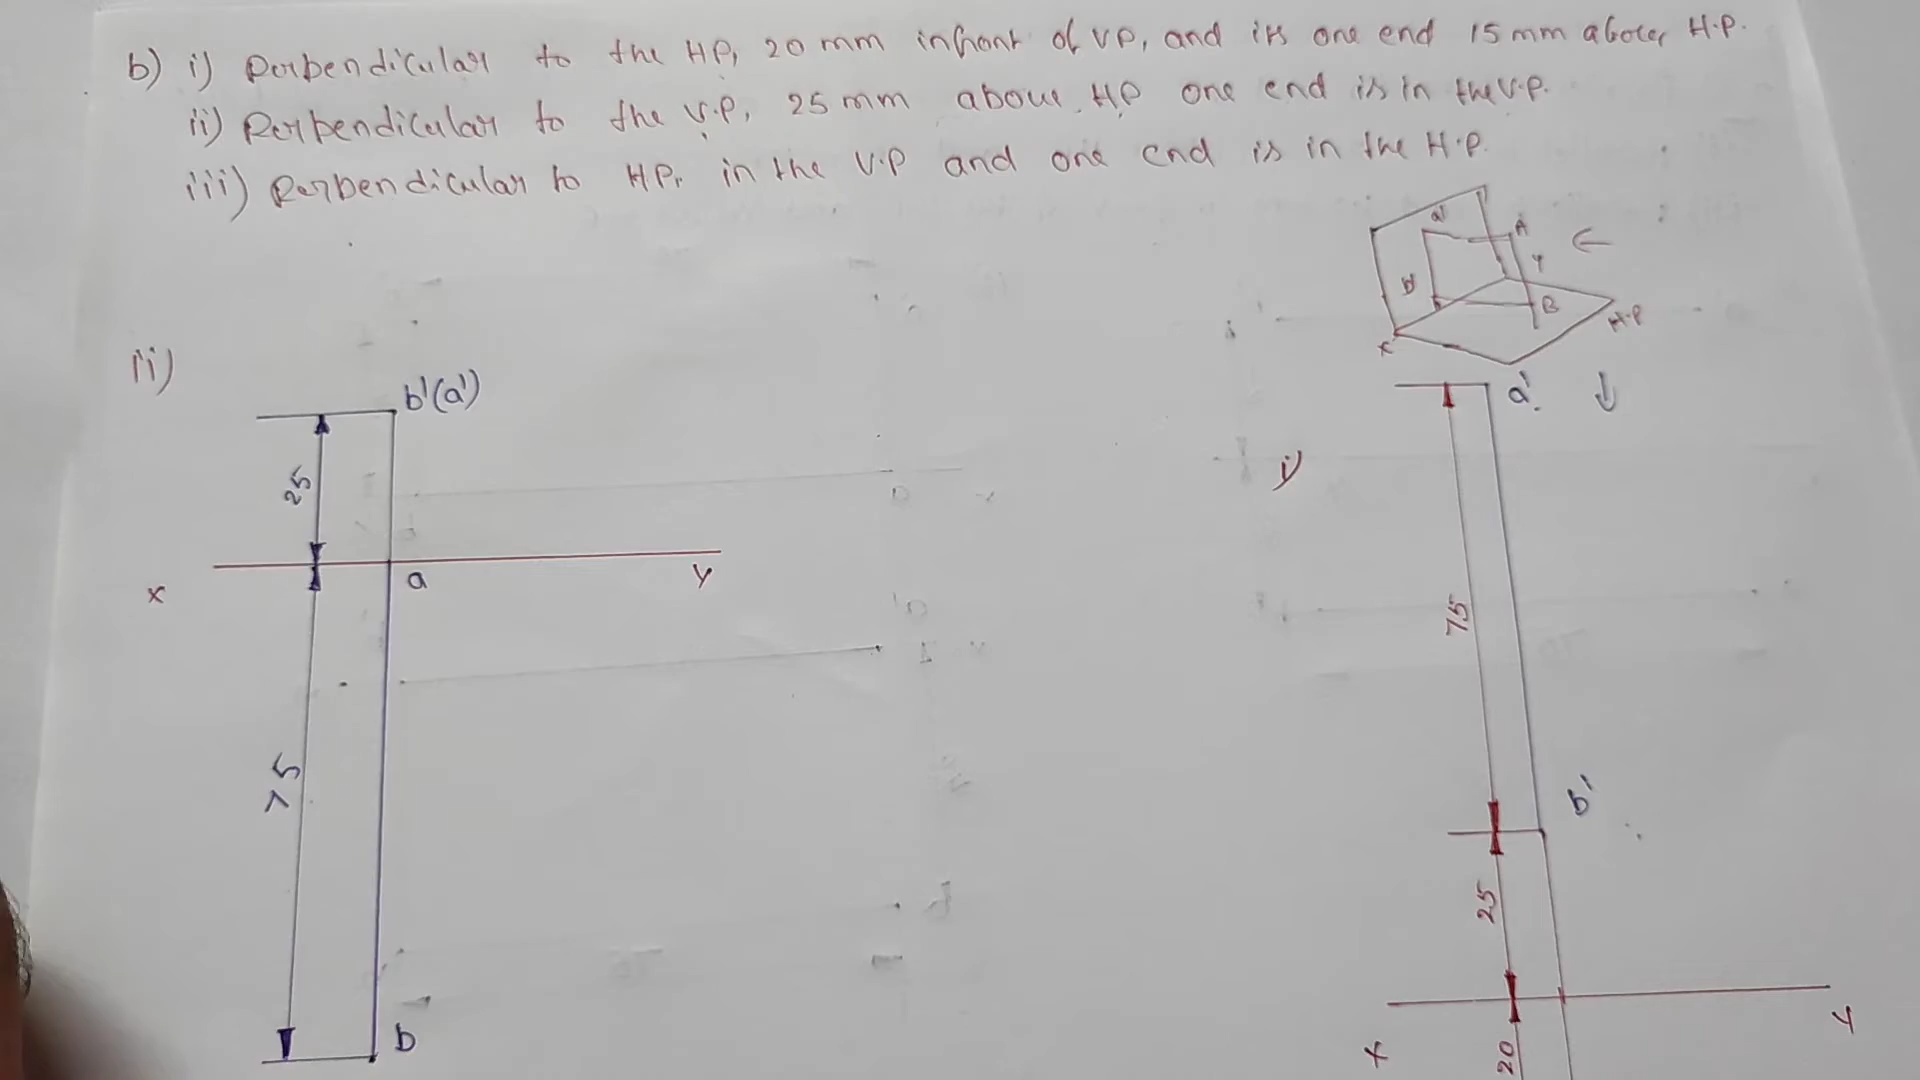 b) i) Perpendicular to the HP, 20 mm infront of VP, and its one end 15 mm above H.P.
ii) Perpendicular to the V.P, 25 mm above HP one end is in the V.P.
iii) Perpendicular to HP, in the V.P and one end is in the H.P.
a'
A
Y
b'
B
H.P
X
ii)
b'(a')
a'
i)
25
x
a
y
75
75
b'
25
b
x
20
y